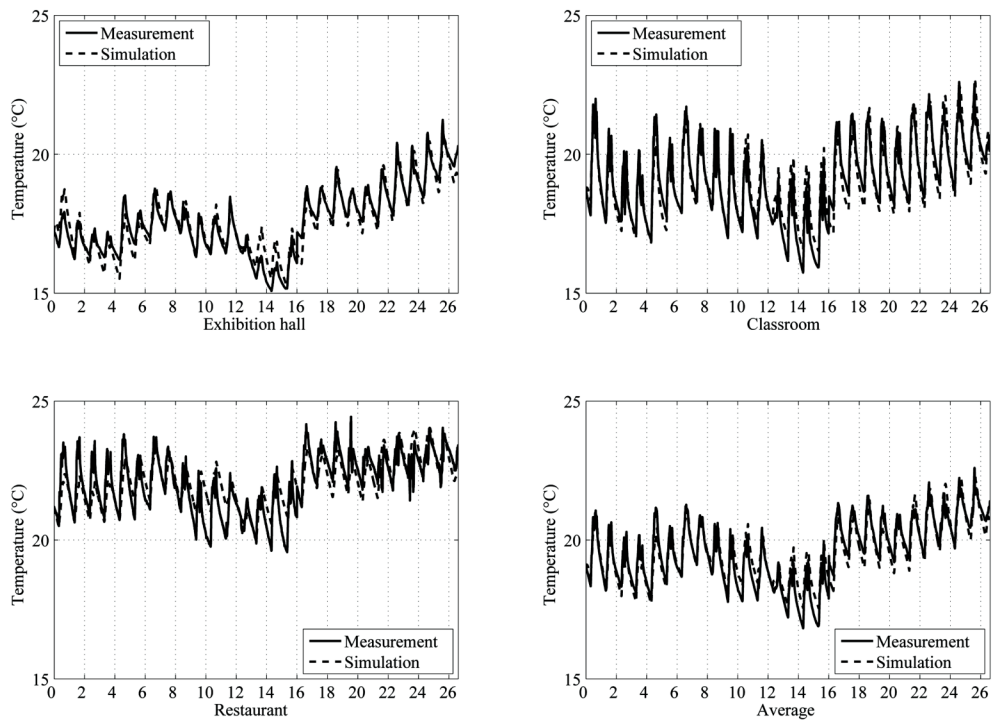 25
Measurement
Simulation
20
Temperature (°C)
15
0 2 4 6 8 10 12 14 16 18 20 22 24 26
Exhibition hall
25
Measurement
Simulation
20
Temperature (°C)
15
0 2 4 6 8 10 12 14 16 18 20 22 24 26
Classroom
25
20
Temperature (°C)
Measurement
Simulation
15
0 2 4 6 8 10 12 14 16 18 20 22 24 26
Restaurant
25
20
Temperature (°C)
Measurement
Simulation
15
0 2 4 6 8 10 12 14 16 18 20 22 24 26
Average